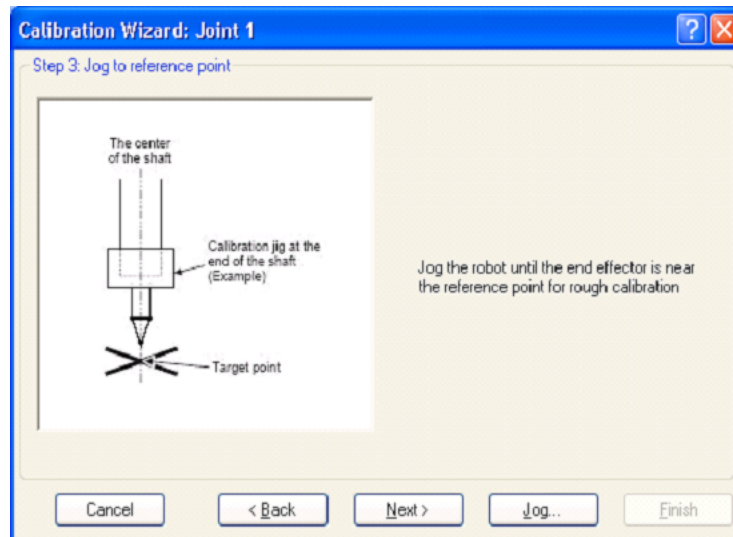 Calibration Wizard: Joint 1
Step 3: Jog to reference point
The center
of the shaft
Calibration jig at the
end of the shaft
(Example)
Target point
Jog the robot until the end effector is near
the reference point for rough calibration
Cancel
< Back
Next >
Jog...
Finish